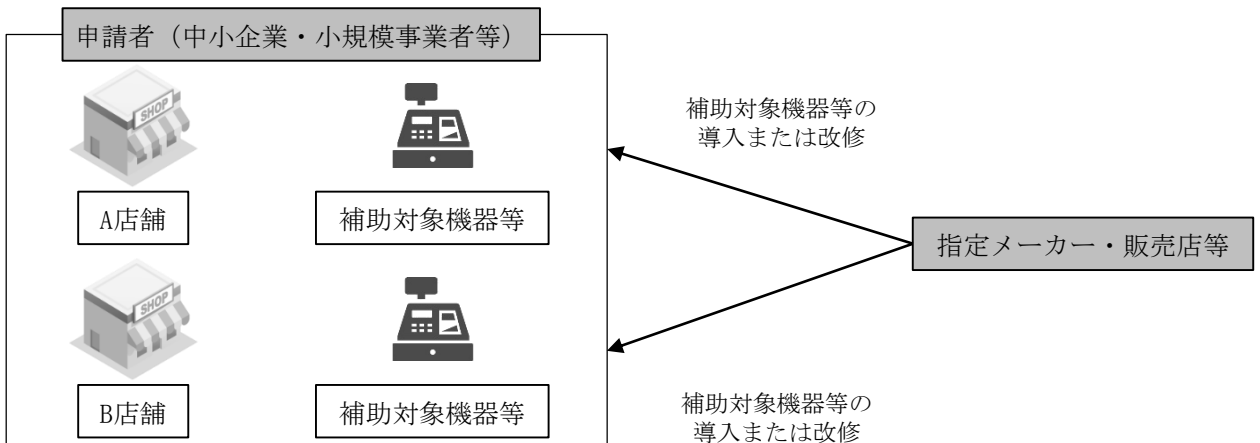 申請者（中小企業・小規模事業者等）
SHOP
補助対象機器等の
導入または改修
A店舗
補助対象機器等
指定メーカー・販売店等
SHOP
B店舗
補助対象機器等
補助対象機器等の
導入または改修